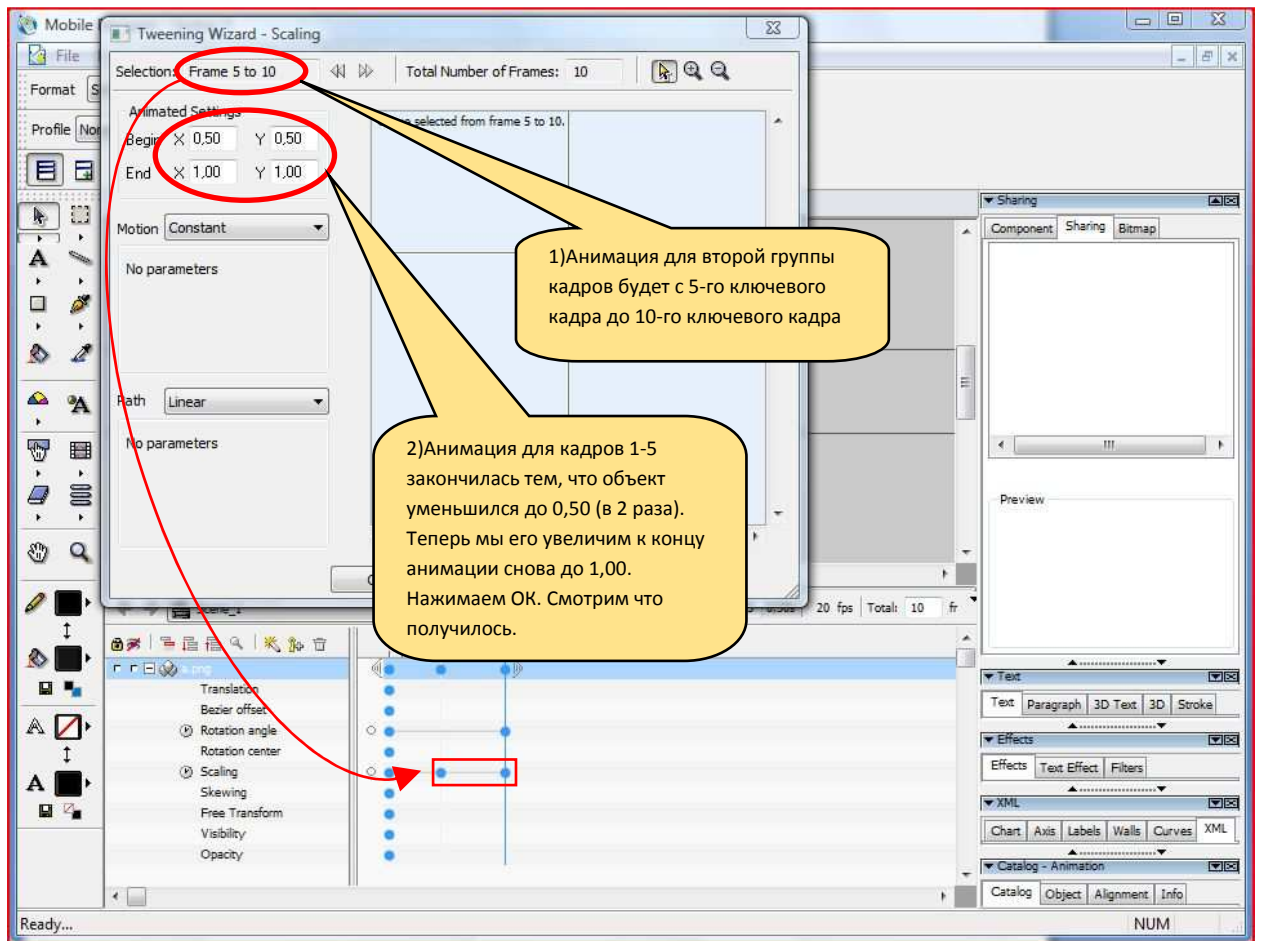 Mobile
Tweening Wizard - Scaling
File
Selection: Frame 5 to 10
Total Number of Frames: 10
Format S
Animated Settings
Profile Nor
selected from frame 5 to 10.
Begin X 0,50 Y 0,50
End X 1,00 Y 1,00
Motion Constant
No parameters
Path Linear
No parameters
1)Анимация для второй группы
кадров будет с 5-го ключевого
кадра до 10-го ключевого кадра
2)Анимация для кадров 1-5
закончилась тем, что объект
уменьшился до 0,50 (в 2 раза).
Теперь мы его увеличим к концу
анимации снова до 1,00.
Нажимаем ОК. Смотрим что
получилось.
Sharing
Component Sharing Bitmap
Preview
20 fps Total: 10 fr
Translation
Bezier offset
Rotation angle
Rotation center
Scaling
Skewing
Free Transform
Visibility
Opacity
Text
Text Paragraph 3D Text 3D Stroke
Effects
Effects Text Effect Filters
XML
Chart Axis Labels Walls Curves XML
Catalog - Animation
Catalog Object Alignment Info
Ready...
NUM